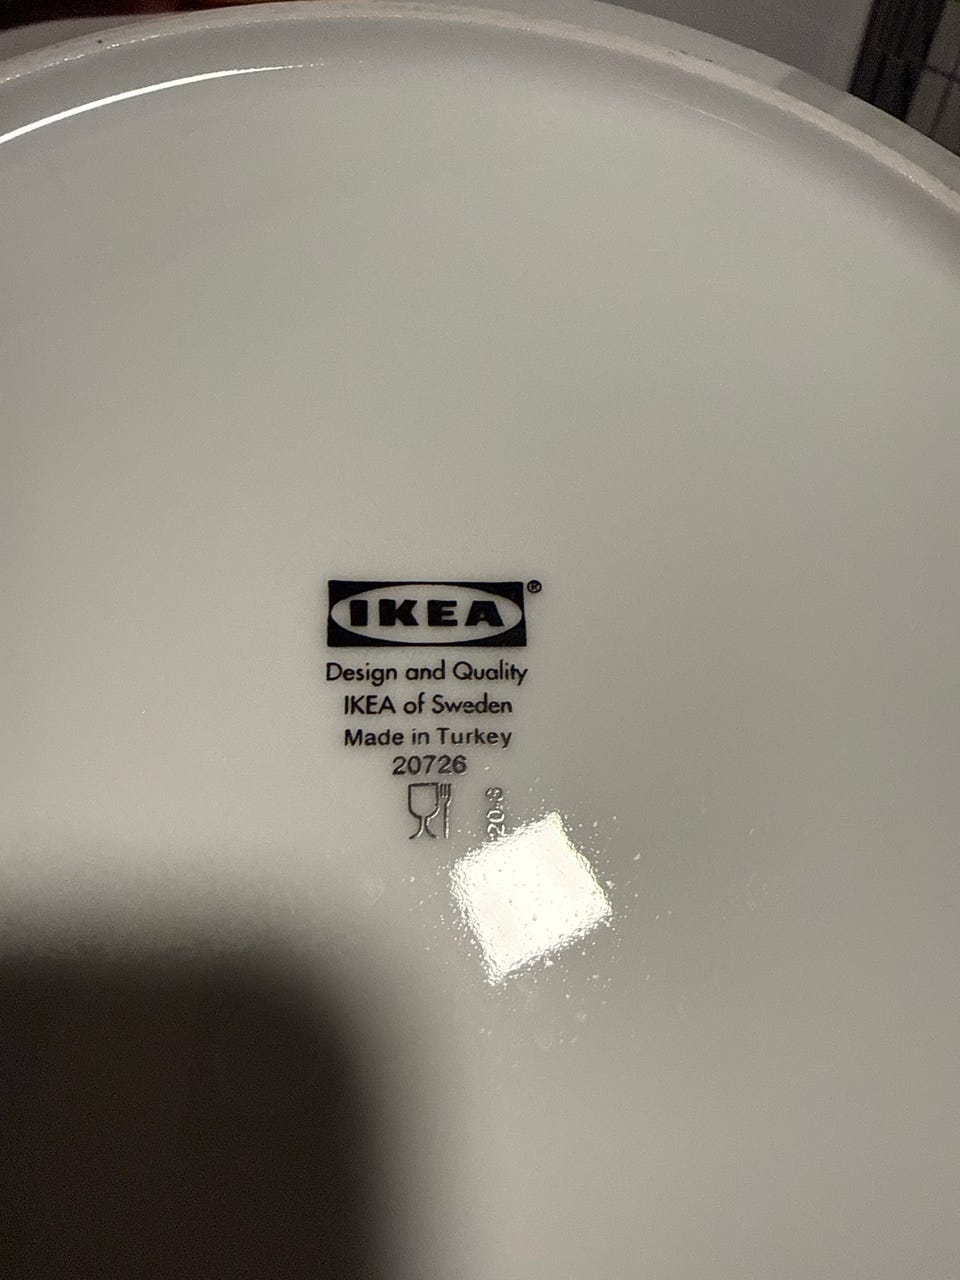 IKEA®
Design and Quality
IKEA of Sweden
Made in Turkey
20726